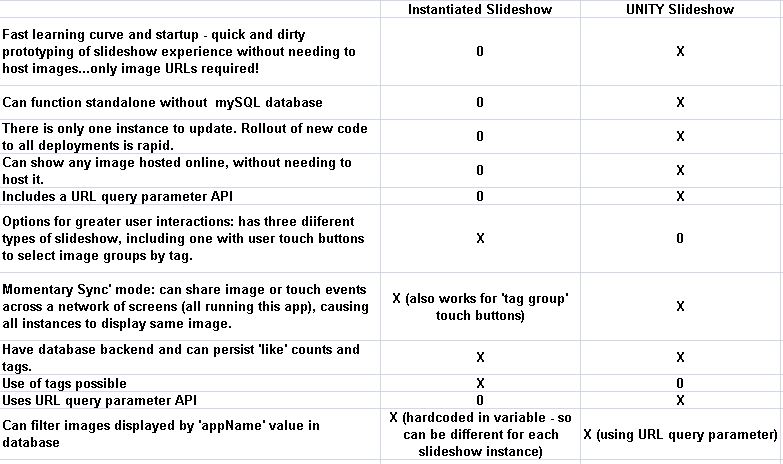 Instantiated Slideshow UNITY Slideshow
Fast learning curve and startup - quick and dirty
prototyping of slideshow experience without needing to
host images...only image URLs required!
0 X
Can function standalone without mySQL database 0 X
There is only one instance to update. Rollout of new code
to all deployments is rapid.
0 X
Can show any image hosted online, without needing to
host it.
0 X
Includes a URL query parameter API 0 X
Options for greater user interactions: has three diifferent
types of slideshow, including one with user touch buttons
to select image groups by tag.
X 0
Momentary Sync' mode: can share image or touch events
across a network of screens (all running this app), causing
all instances to display same image.
X (also works for 'tag group'
touch buttons)
X
Have database backend and can persist 'like' counts and
tags.
X X
Use of tags possible X 0
Uses URL query parameter API 0 X
Can filter images displayed by 'appName' value in
database
X (hardcoded in variable - so
can be different for each
slideshow instance)
X (using URL query parameter)